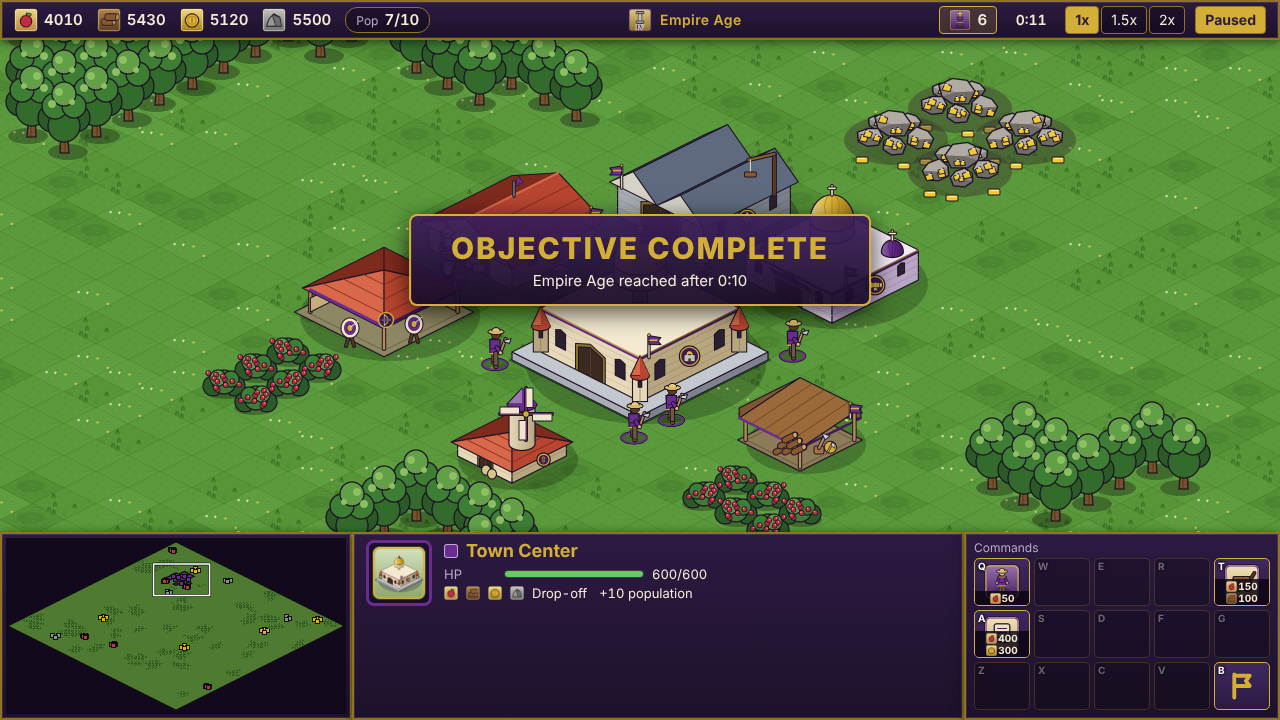 4010 5430 5120 5500 Pop 7/10 IV Empire Age 6 0:11 1x 1.5x 2x Paused
OBJECTIVE COMPLETE
Empire Age reached after 0:10
Town Center
HP 600/600
Drop-off +10 population
Commands
Q 50 W E R T 150 100
A 400 300 S D F G
Z X C V B